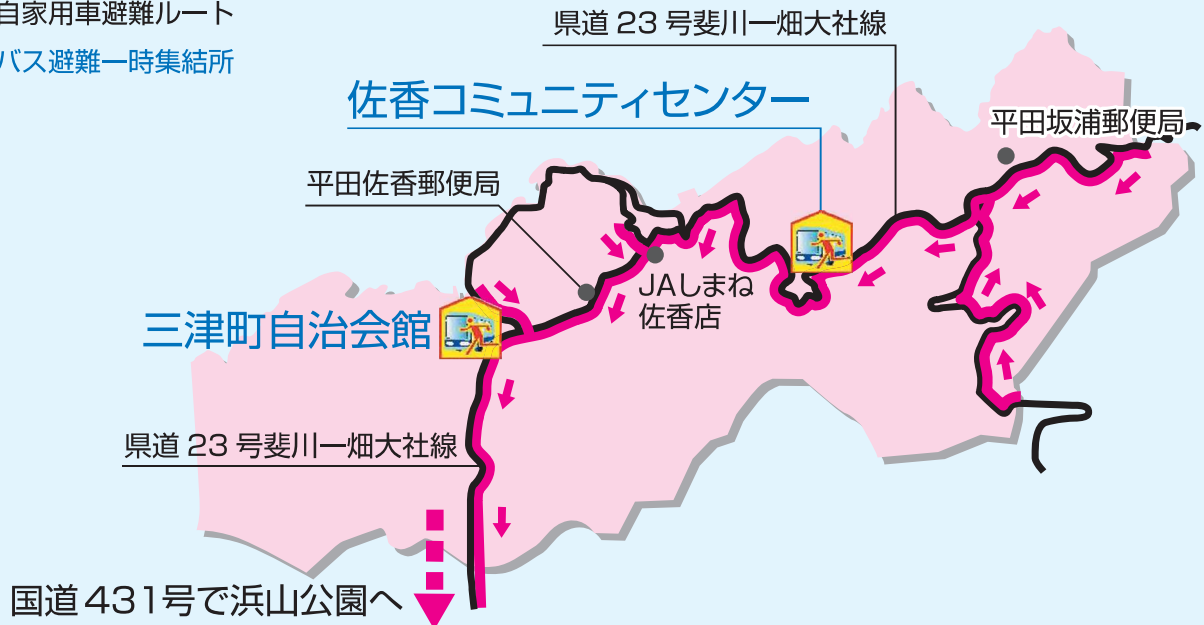 自家用車避難ルート
バス避難一時集結所
県道23号斐川一畑大社線
佐香コミュニティセンター
平田坂浦郵便局
平田佐香郵便局
JAしまね
佐香店
三津町自治会館
県道23号斐川一畑大社線
国道431号で浜山公園へ